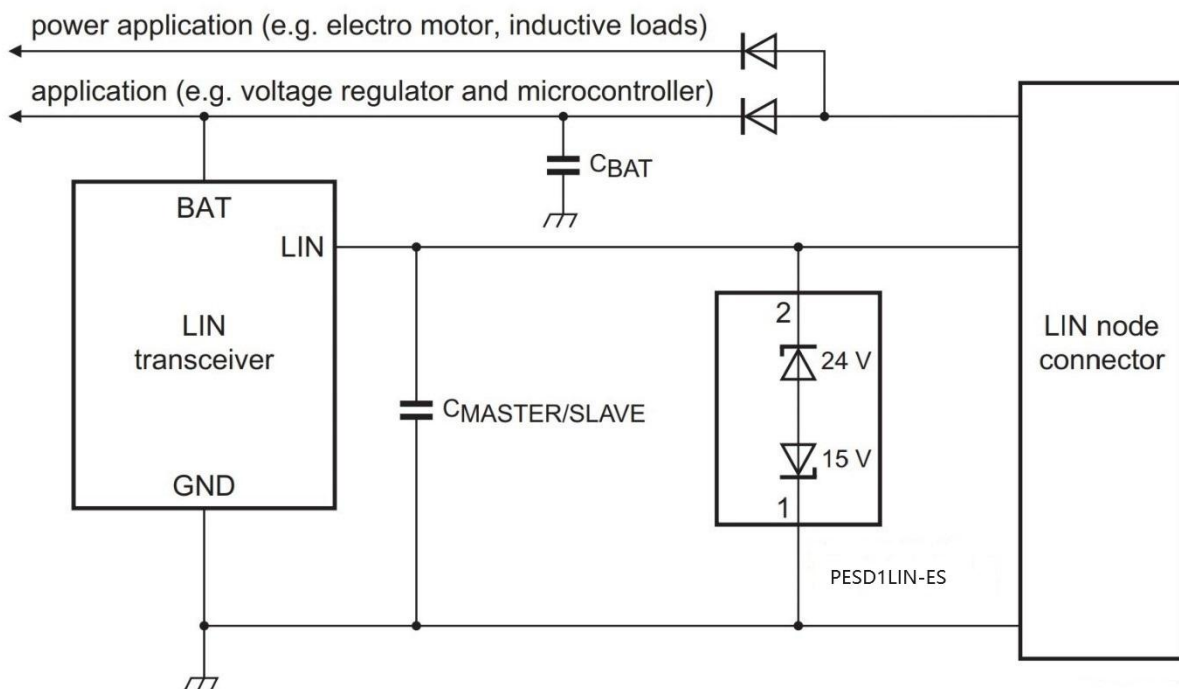 power application (e.g. electro motor, inductive loads)
application (e.g. voltage regulator and microcontroller)
CBAT
BAT
LIN
LIN
transceiver
2
24 V
LIN node
connector
CMASTER/SLAVE
15 V
GND
1
PESD1LIN-ES